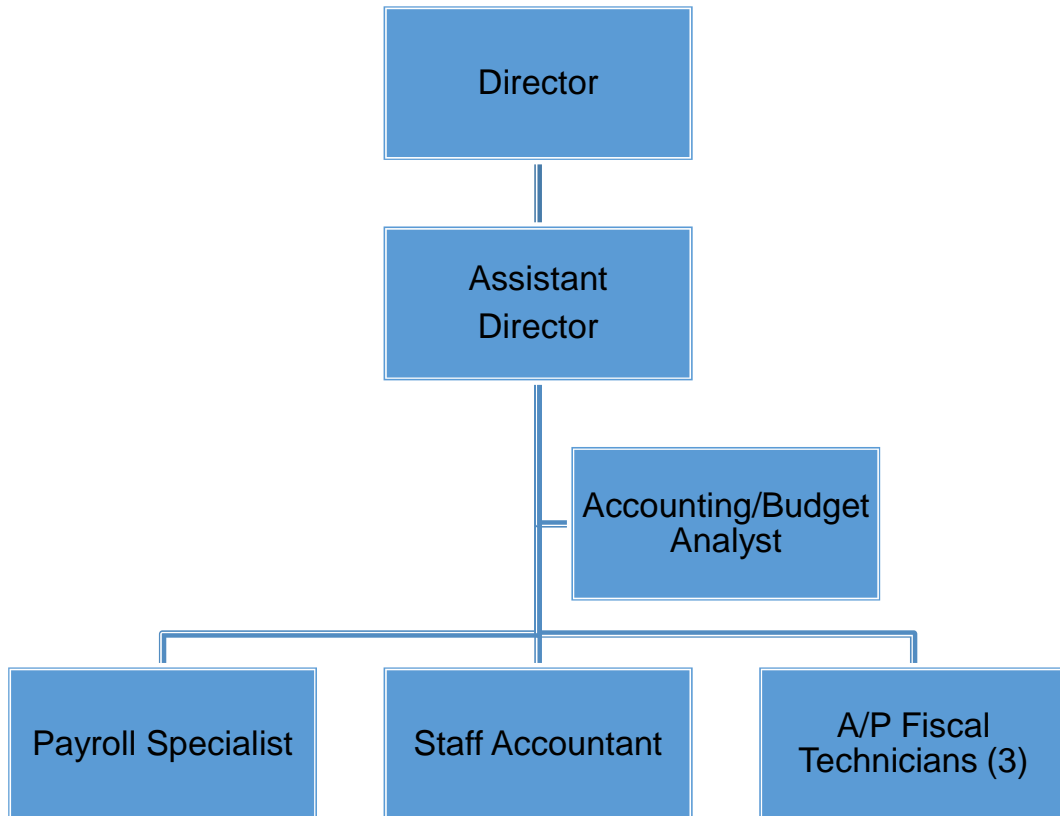 Director
Assistant
Director
Accounting/Budget
Analyst
Payroll Specialist
Staff Accountant
A/P Fiscal
Technicians (3)